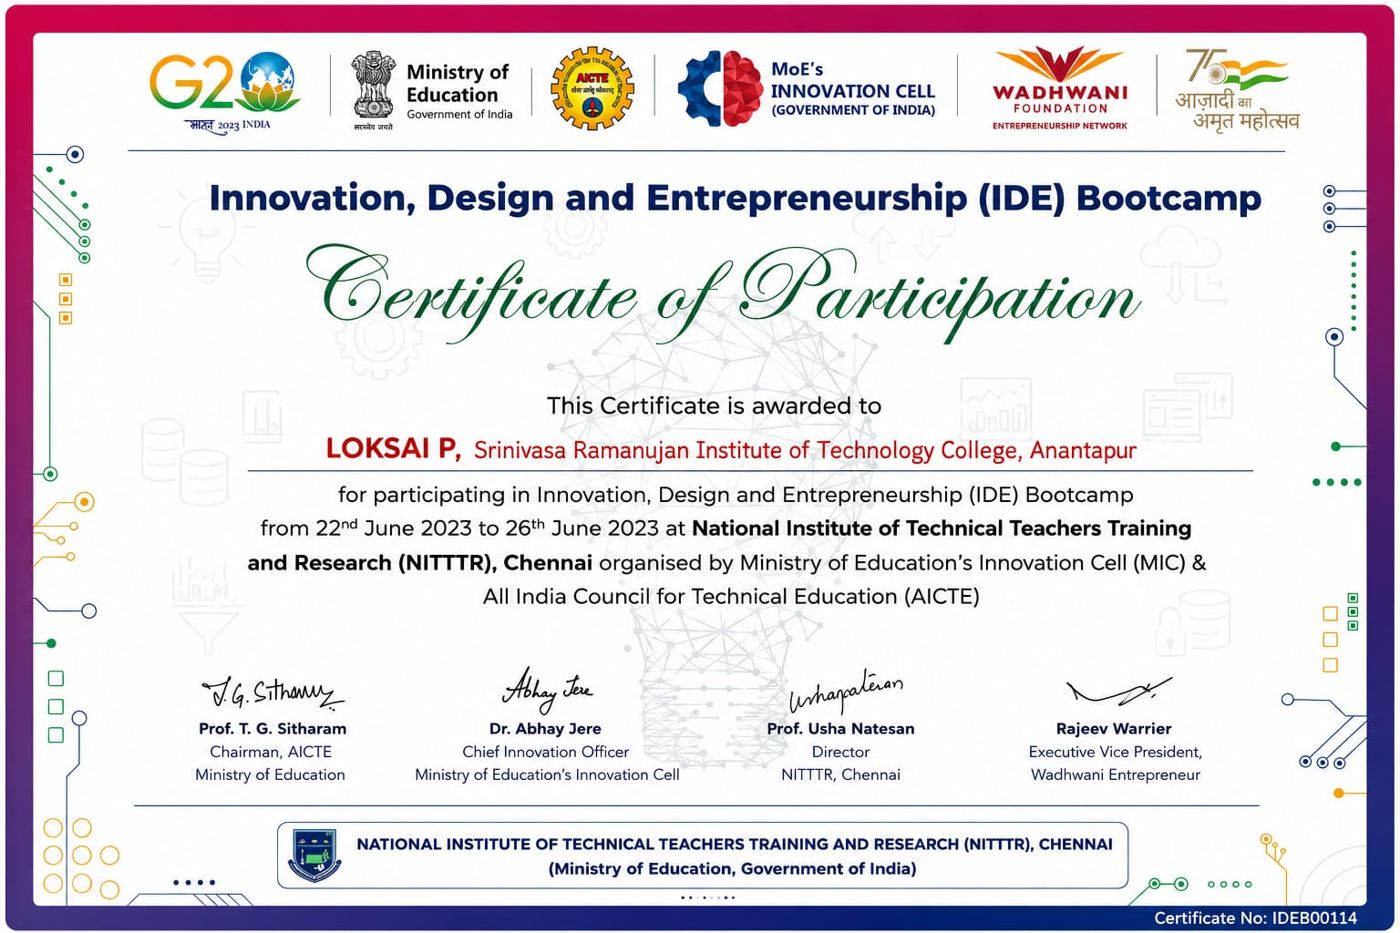 G20
भारत 2023 INDIA
सत्यमेव जयते
Ministry of
Education
Government of India
AICTE
MoE's
INNOVATION CELL
(GOVERNMENT OF INDIA)
WADHWANI
FOUNDATION
ENTREPRENEURSHIP NETWORK
75
आज़ादी का
अमृत महोत्सव
Innovation, Design and Entrepreneurship (IDE) Bootcamp
Certificate of Participation
This Certificate is awarded to
LOKSAI P, Srinivasa Ramanujan Institute of Technology College, Anantapur
for participating in Innovation, Design and Entrepreneurship (IDE) Bootcamp
from 22nd June 2023 to 26th June 2023 at National Institute of Technical Teachers Training
and Research (NITTTR), Chennai organised by Ministry of Education's Innovation Cell (MIC) &
All India Council for Technical Education (AICTE)
T.G. Sitharam
Abhay Jere
Prof. T. G. Sitharam
Chairman, AICTE
Ministry of Education
Dr. Abhay Jere
Chief Innovation Officer
Ministry of Education's Innovation Cell
Prof. Usha Natesan
Director
NITTTR, Chennai
Rajeev Warrier
Executive Vice President,
Wadhwani Entrepreneur
NATIONAL INSTITUTE OF TECHNICAL TEACHERS TRAINING AND RESEARCH (NITTTR), CHENNAI
(Ministry of Education, Government of India)
Certificate No: IDEB00114